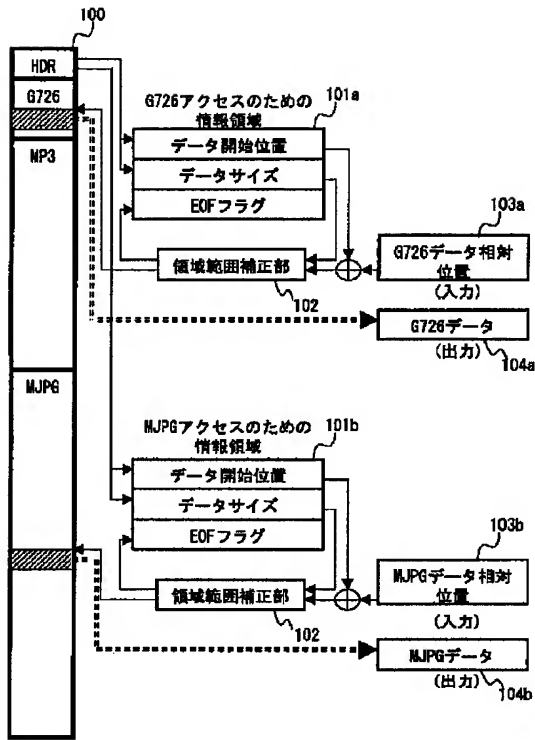 100
HDR
G726
MP3
MJPG
G726アクセスのための
情報領域
101a
データ開始位置
データサイズ
EOFフラグ
領域範囲補正部
102
103a
G726データ相対
位置
(入力)
G726データ
(出力)
104a
MJPGアクセスのための
情報領域
101b
データ開始位置
データサイズ
EOFフラグ
領域範囲補正部
102
103b
MJPGデータ相対
位置
(入力)
MJPGデータ
(出力)
104b